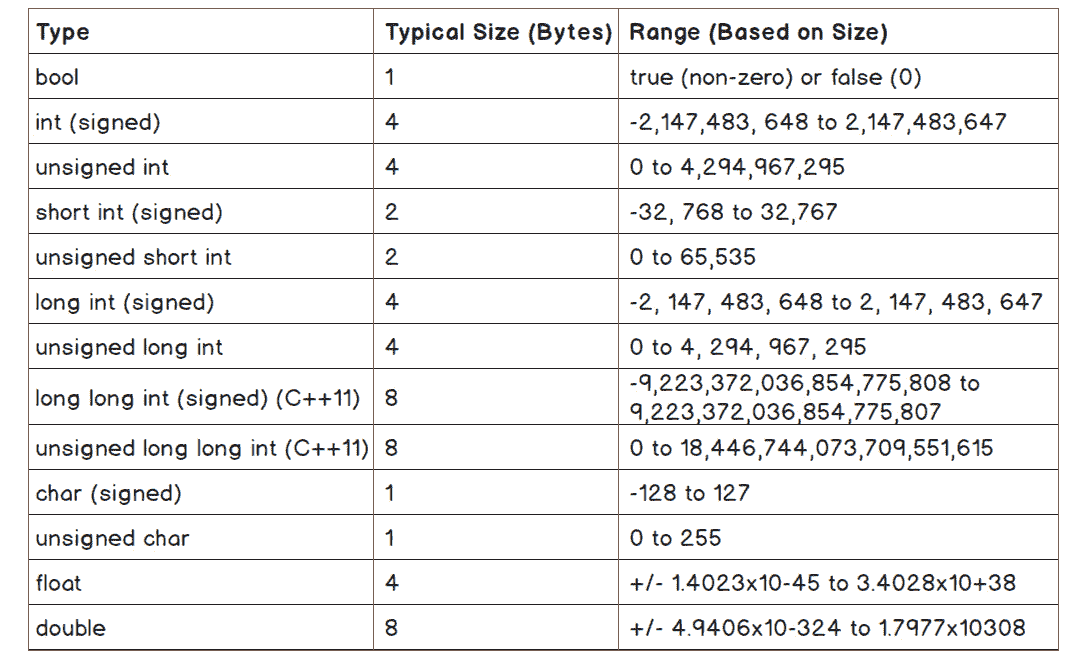 Type Typical Size (Bytes) Range (Based on Size)
bool 1 true (non-zero) or false (0)
int (signed) 4 -2,147,483, 648 to 2,147,483,647
unsigned int 4 0 to 4,294,967,295
short int (signed) 2 -32, 768 to 32,767
unsigned short int 2 0 to 65,535
long int (signed) 4 -2, 147, 483, 648 to 2, 147, 483, 647
unsigned long int 4 0 to 4, 294, 967, 295
long long int (signed) (C++11) 8 -9,223,372,036,854,775,808 to
9,223,372,036,854,775,807
unsigned long long int (C++11) 8 0 to 18,446,744,073,709,551,615
char (signed) 1 -128 to 127
unsigned char 1 0 to 255
float 4 +/- 1.4023x10-45 to 3.4028x10+38
double 8 +/- 4.9406x10-324 to 1.7977x10308